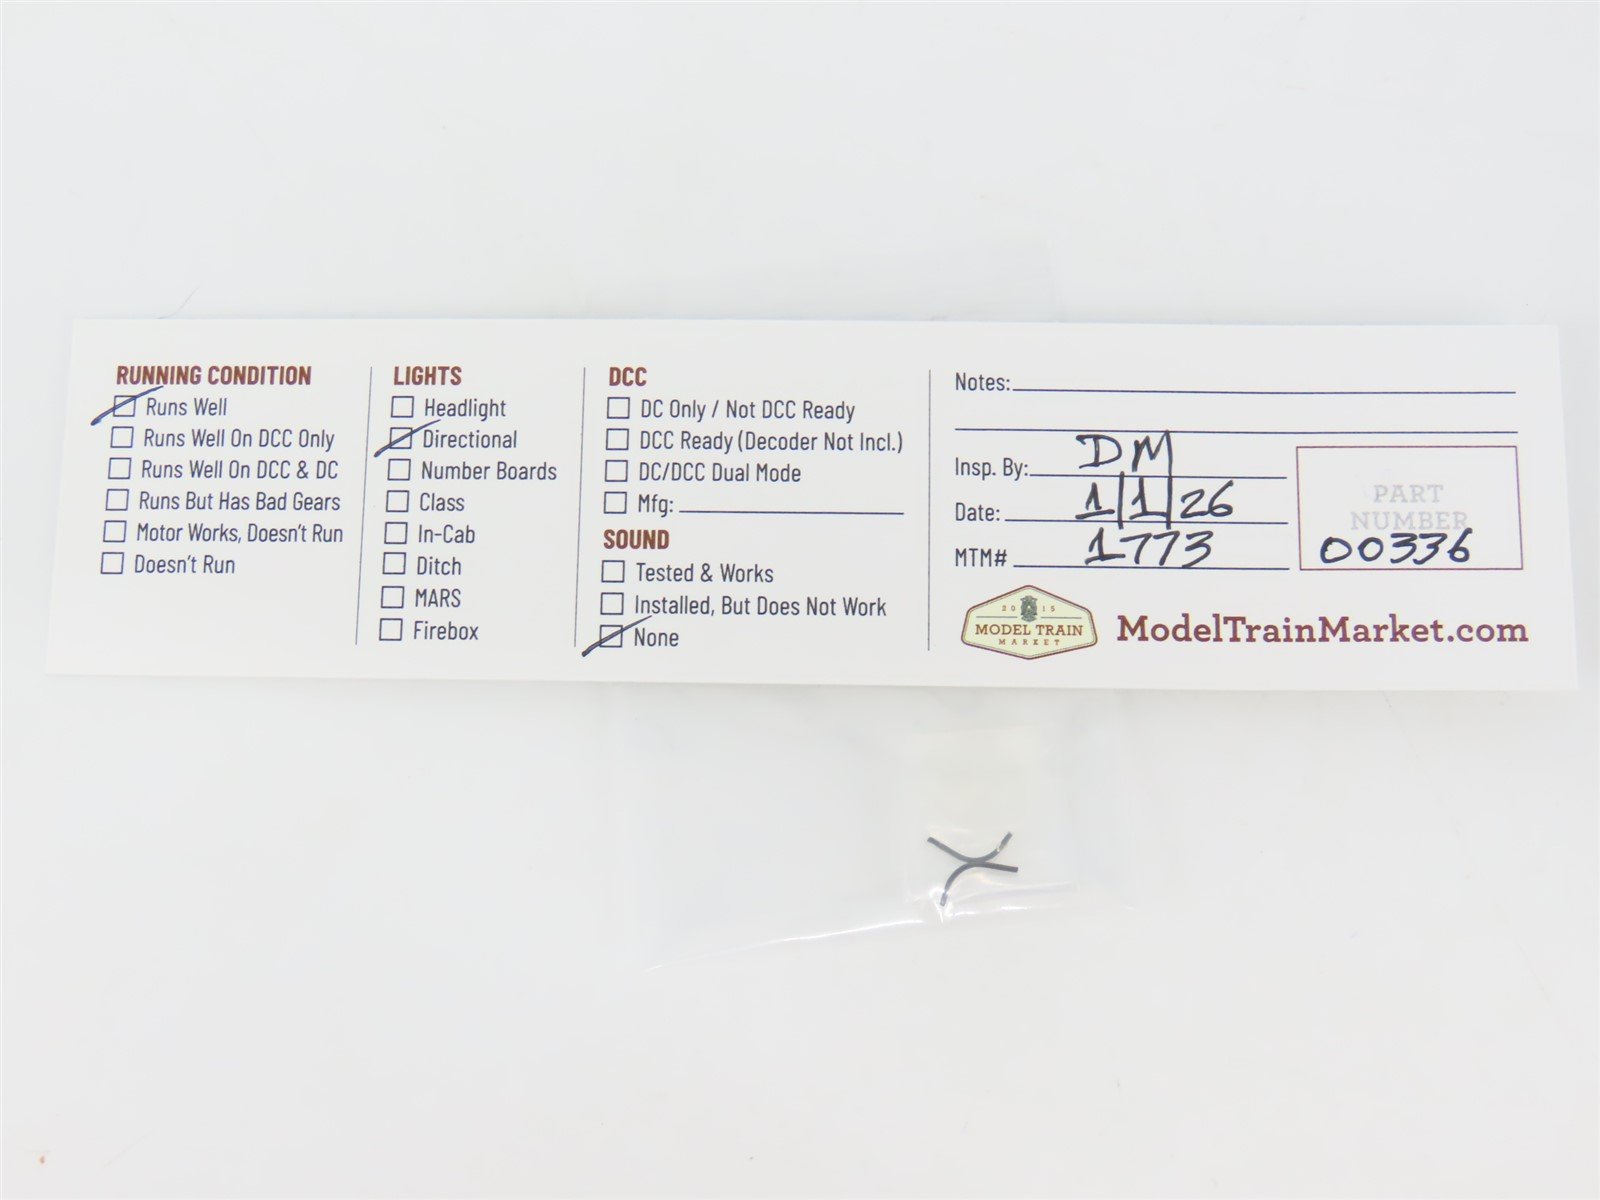 RUNNING CONDITION
Runs Well
Runs Well On DCC Only
Runs Well On DCC & DC
Runs But Has Bad Gears
Motor Works, Doesn't Run
Doesn't Run
LIGHTS
Headlight
Directional
Number Boards
Class
In-Cab
Ditch
MARS
Firebox
DCC
DC Only / Not DCC Ready
DCC Ready (Decoder Not Incl.)
DC/DCC Dual Mode
Mfg:
SOUND
Tested & Works
Installed, But Does Not Work
None
Notes:
Insp. By: DM
Date: 1/1/26
MTM# 1773
PART
NUMBER
00336
2015
MODEL TRAIN
MARKET
ModelTrainMarket.com